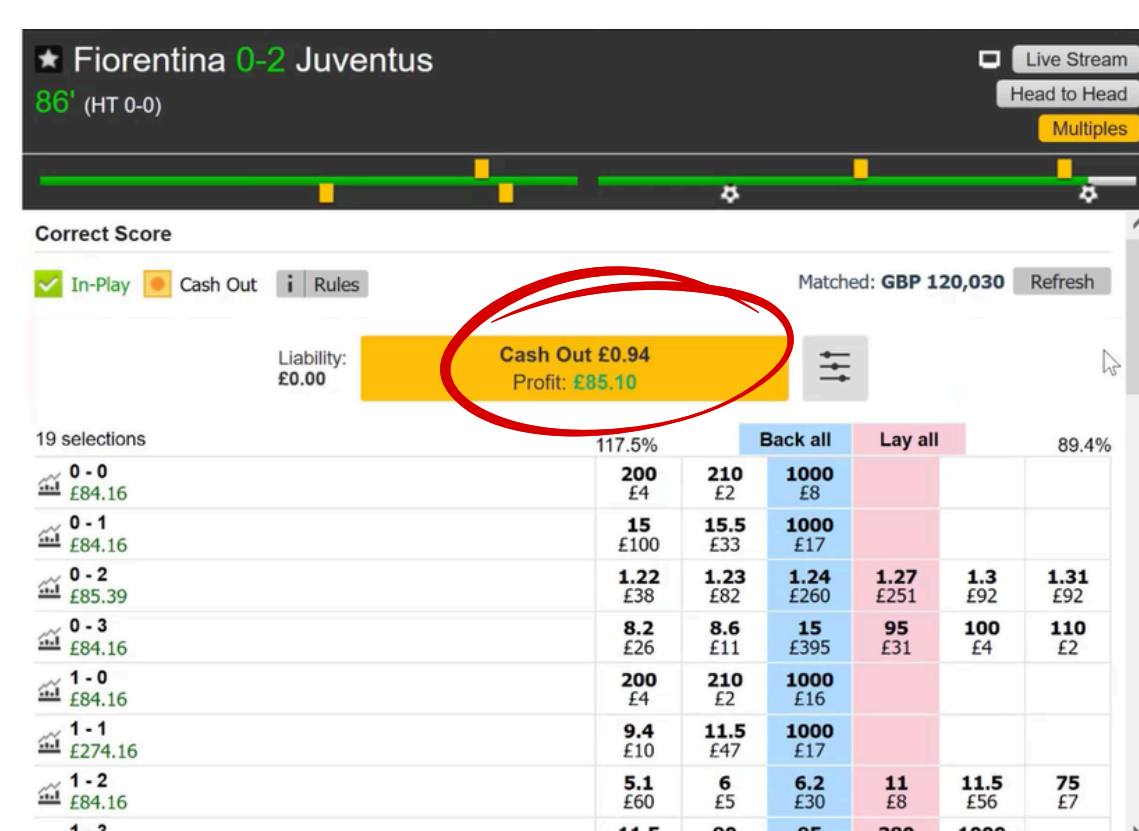 Fiorentina 0-2 Juventus
Live Stream
86' (HT 0-0)
Head to Head
Multiples
Correct Score
In-Play Cash Out i Rules Matched: GBP 120,030 Refresh
Liability:
£0.00
Cash Out £0.94
Profit: £85.10
19 selections 117.5% Back all Lay all 89.4%
0 - 0 200 210 1000
£84.16 £4 £2 £8
0 - 1 15 15.5 1000
£84.16 £100 £33 £17
0 - 2 1.22 1.23 1.24 1.27 1.3 1.31
£85.39 £38 £82 £260 £251 £92 £92
0 - 3 8.2 8.6 15 95 100 110
£84.16 £26 £11 £395 £31 £4 £2
1 - 0 200 210 1000
£84.16 £4 £2 £16
1 - 1 9.4 11.5 1000
£274.16 £10 £47 £17
1 - 2 5.1 6 6.2 11 11.5 75
£84.16 £60 £5 £30 £8 £56 £7